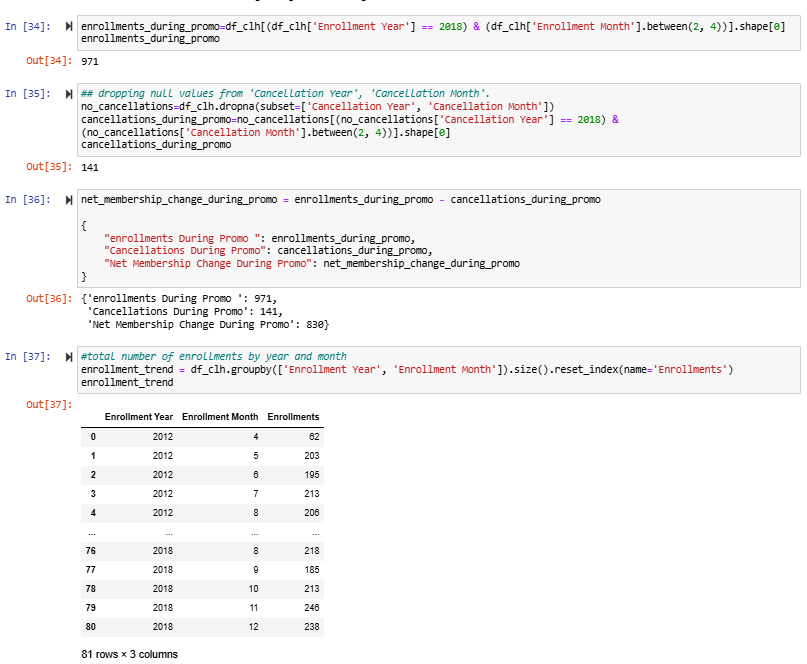 In [34]: enrollments_during_promo=df_clh[(df_clh['Enrollment Year'] == 2018) & (df_clh['Enrollment Month'].between(2, 4))].shape[0]
enrollments_during_promo
Out[34]: 971
In [35]: ## dropping null values from 'Cancellation Year', 'Cancellation Month'.
no_cancellations=df_clh.dropna(subset=['Cancellation Year', 'Cancellation Month'])
cancellations_during_promo=no_cancellations[(no_cancellations['Cancellation Year'] == 2018) &
(no_cancellations['Cancellation Month'].between(2, 4))].shape[0]
cancellations_during_promo
Out[35]: 141
In [36]: net_membership_change_during_promo = enrollments_during_promo - cancellations_during_promo
{
"enrollments During Promo ": enrollments_during_promo,
"Cancellations During Promo": cancellations_during_promo,
"Net Membership Change During Promo": net_membership_change_during_promo
}
Out[36]: {'enrollments During Promo ': 971,
'Cancellations During Promo': 141,
'Net Membership Change During Promo': 830}
In [37]: #total number of enrollments by year and month
enrollment_trend = df_clh.groupby(['Enrollment Year', 'Enrollment Month']).size().reset_index(name='Enrollments')
enrollment_trend
Out[37]:
Enrollment Year Enrollment Month Enrollments
0 2012 4 62
1 2012 5 203
2 2012 6 195
3 2012 7 213
4 2012 8 206
... ... ... ...
76 2018 8 218
77 2018 9 185
78 2018 10 213
79 2018 11 246
80 2018 12 238
81 rows × 3 columns